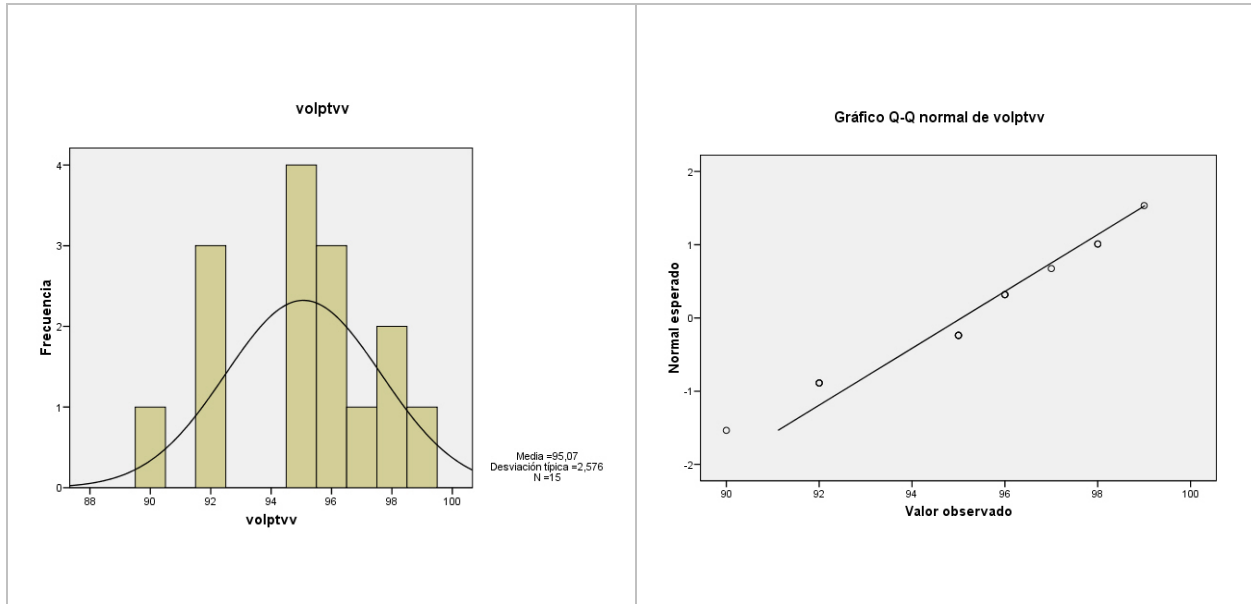 volptvv
4
3
2
1
0
Frecuencia
88 90 92 94 96 98 100
volptvv
Media =95,07
Desviación típica =2,576
N =15
Gráfico Q-Q normal de volptvv
2
1
0
-1
-2
Normal esperado
90 92 94 96 98 100
Valor observado